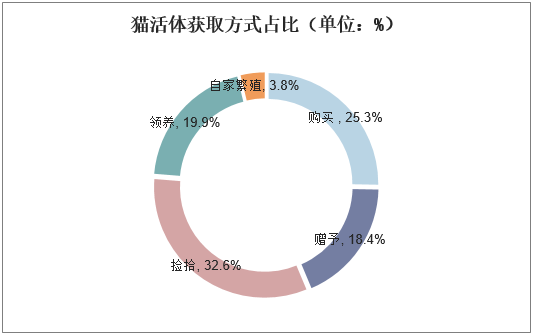 猫活体获取方式占比（单位：%）
自家繁殖, 3.8%
购买 , 25.3%
领养, 19.9%
赠予, 18.4%
捡拾, 32.6%